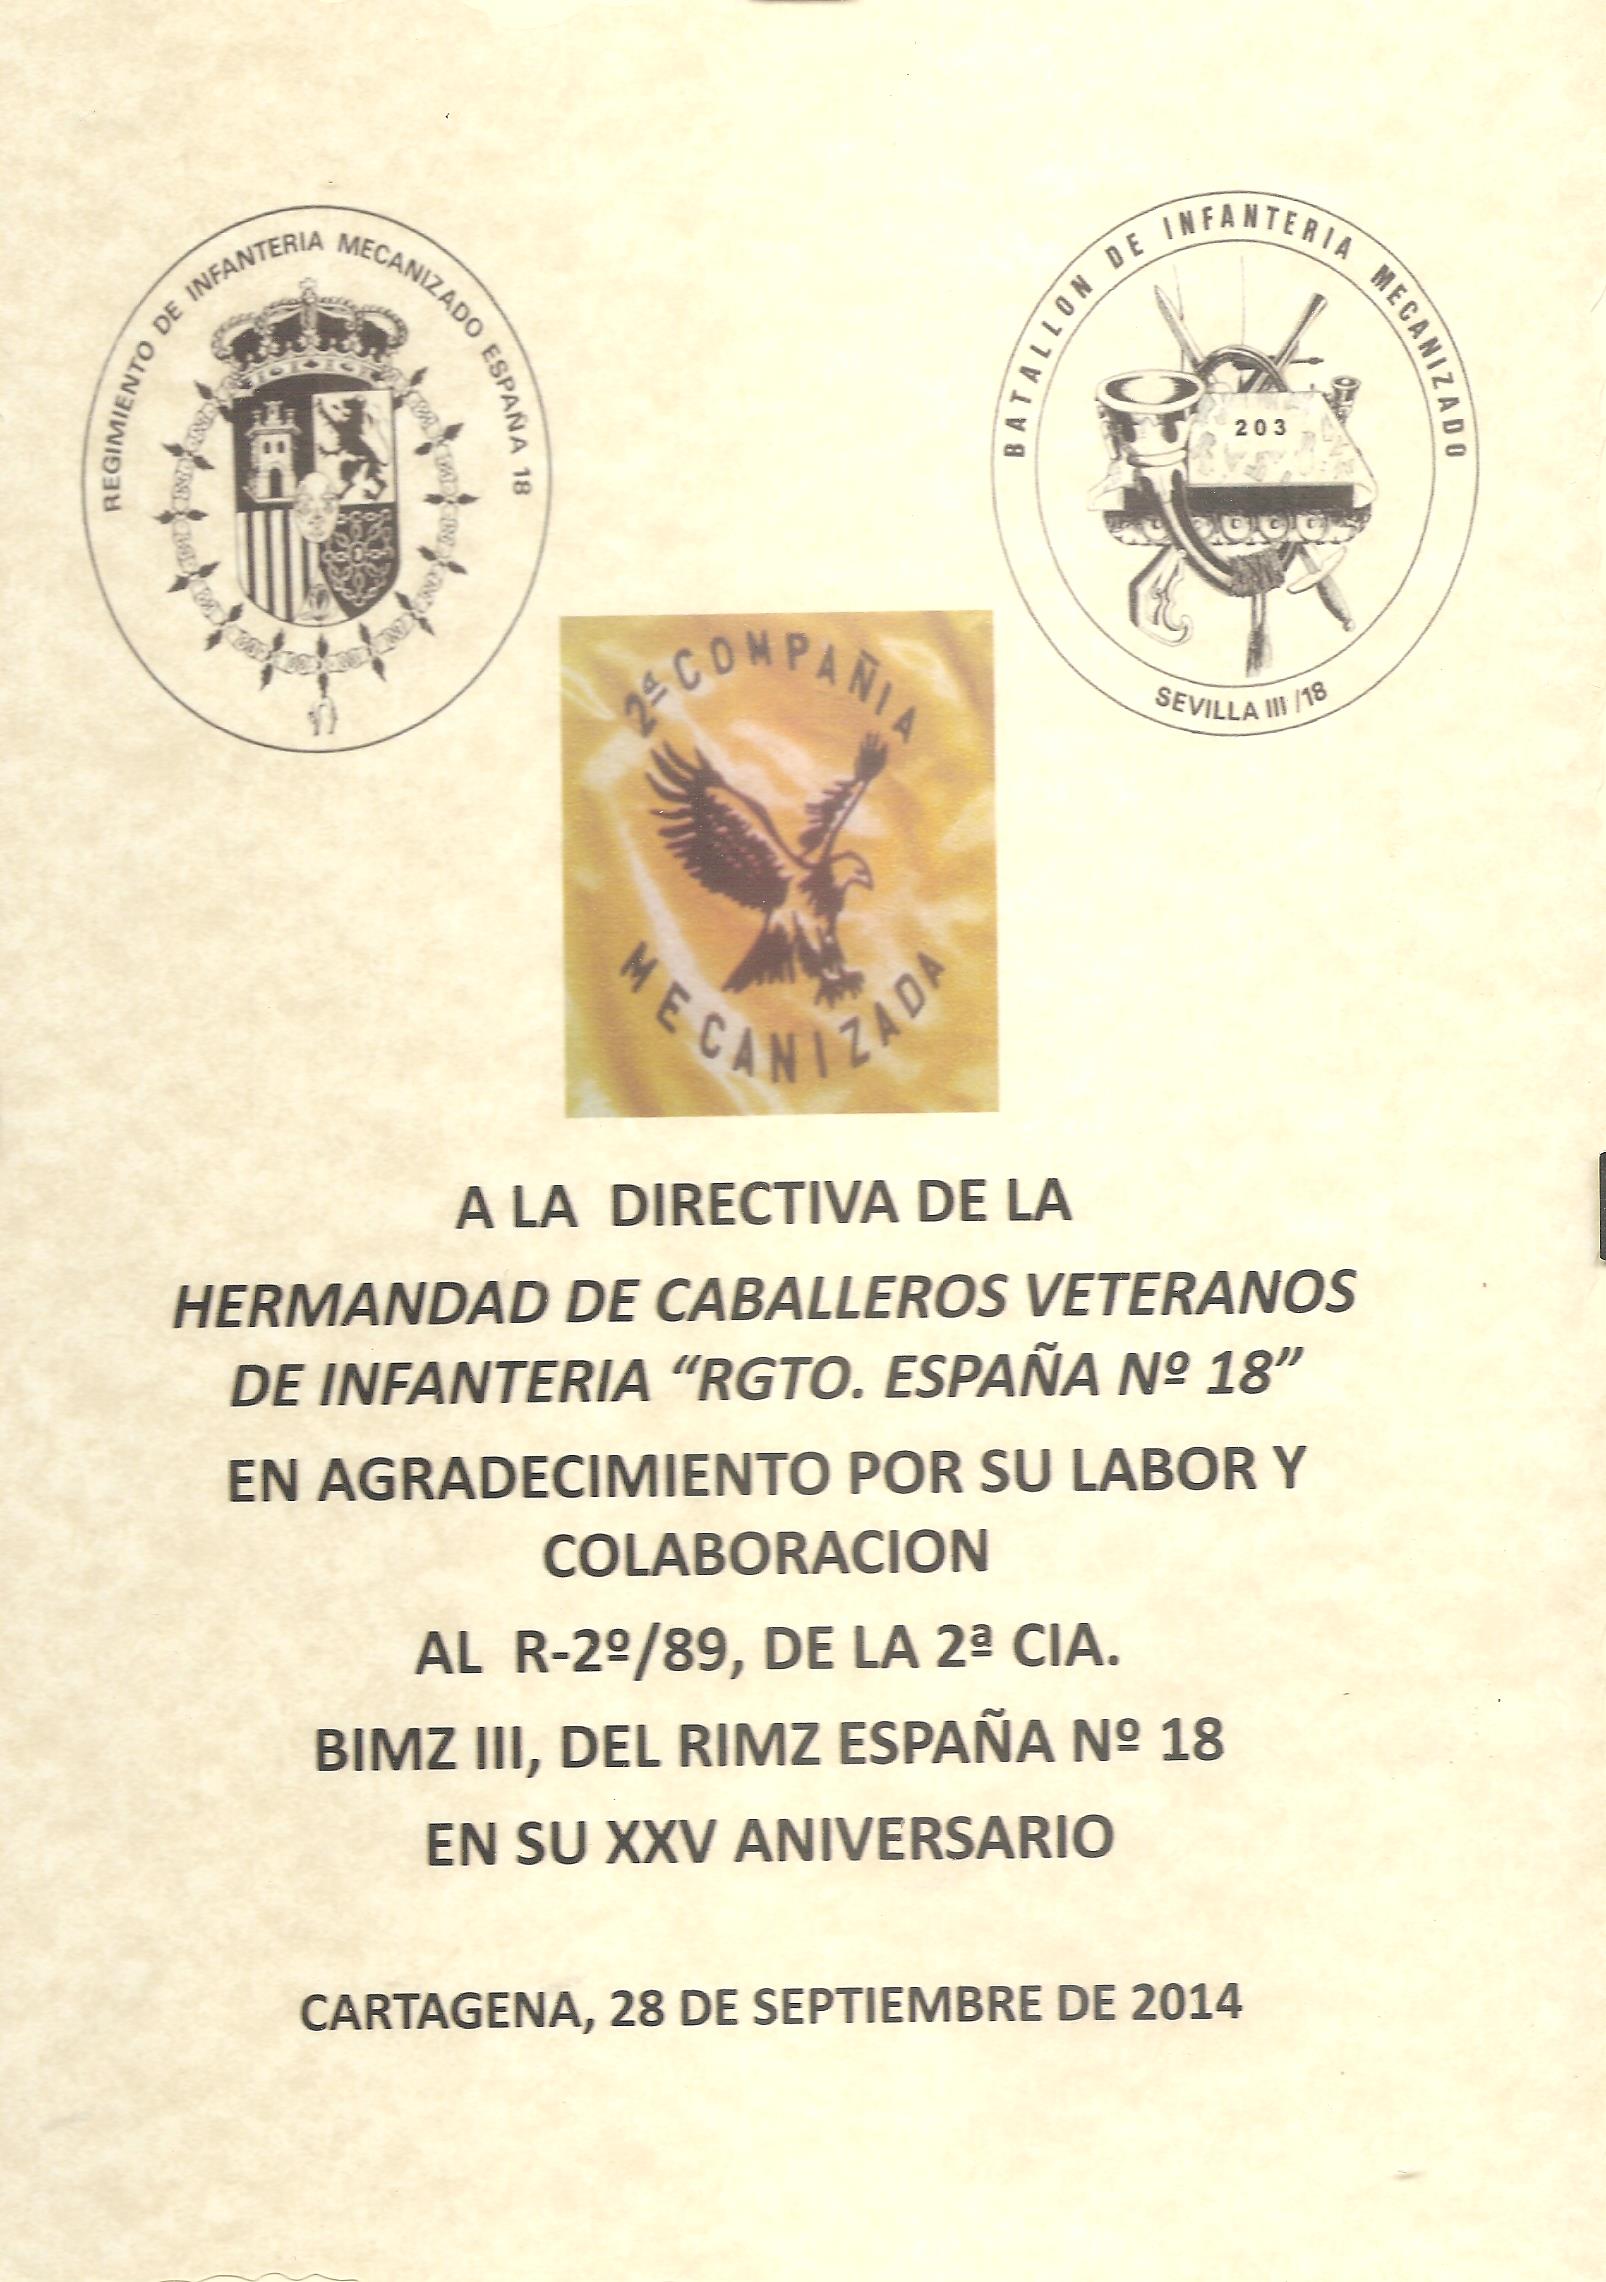 REGIMIENTO DE INFANTERIA MECANIZADO ESPAÑA 18
BATALLON DE INFANTERIA MECANIZADO
203
SEVILLA III /18
2ª COMPAÑIA
MECANIZADA
A LA DIRECTIVA DE LA
HERMANDAD DE CABALLEROS VETERANOS
DE INFANTERIA “RGTO. ESPAÑA Nº 18”
EN AGRADECIMIENTO POR SU LABOR Y
COLABORACION
AL R-2º/89, DE LA 2ª CIA.
BIMZ III, DEL RIMZ ESPAÑA Nº 18
EN SU XXV ANIVERSARIO
CARTAGENA, 28 DE SEPTIEMBRE DE 2014